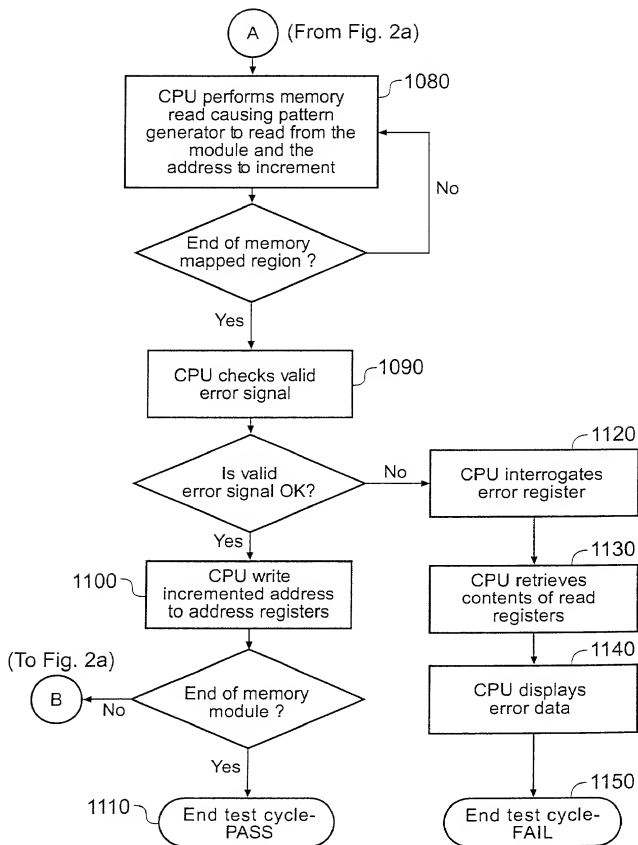 A
(From Fig. 2a)
1080
CPU performs memory
read causing pattern
generator to read from the
module and the
address to increment
No
End of memory
mapped region ?
Yes
1090
CPU checks valid
error signal
Is valid
error signal OK?
No
Yes
1120
CPU interrogates
error register
1100
CPU write
incremented address
to address registers
1130
CPU retrieves
contents of read
registers
(To Fig. 2a)
B
No
End of memory
module ?
Yes
1140
CPU displays
error data
1110
End test cycle-
PASS
1150
End test cycle-
FAIL